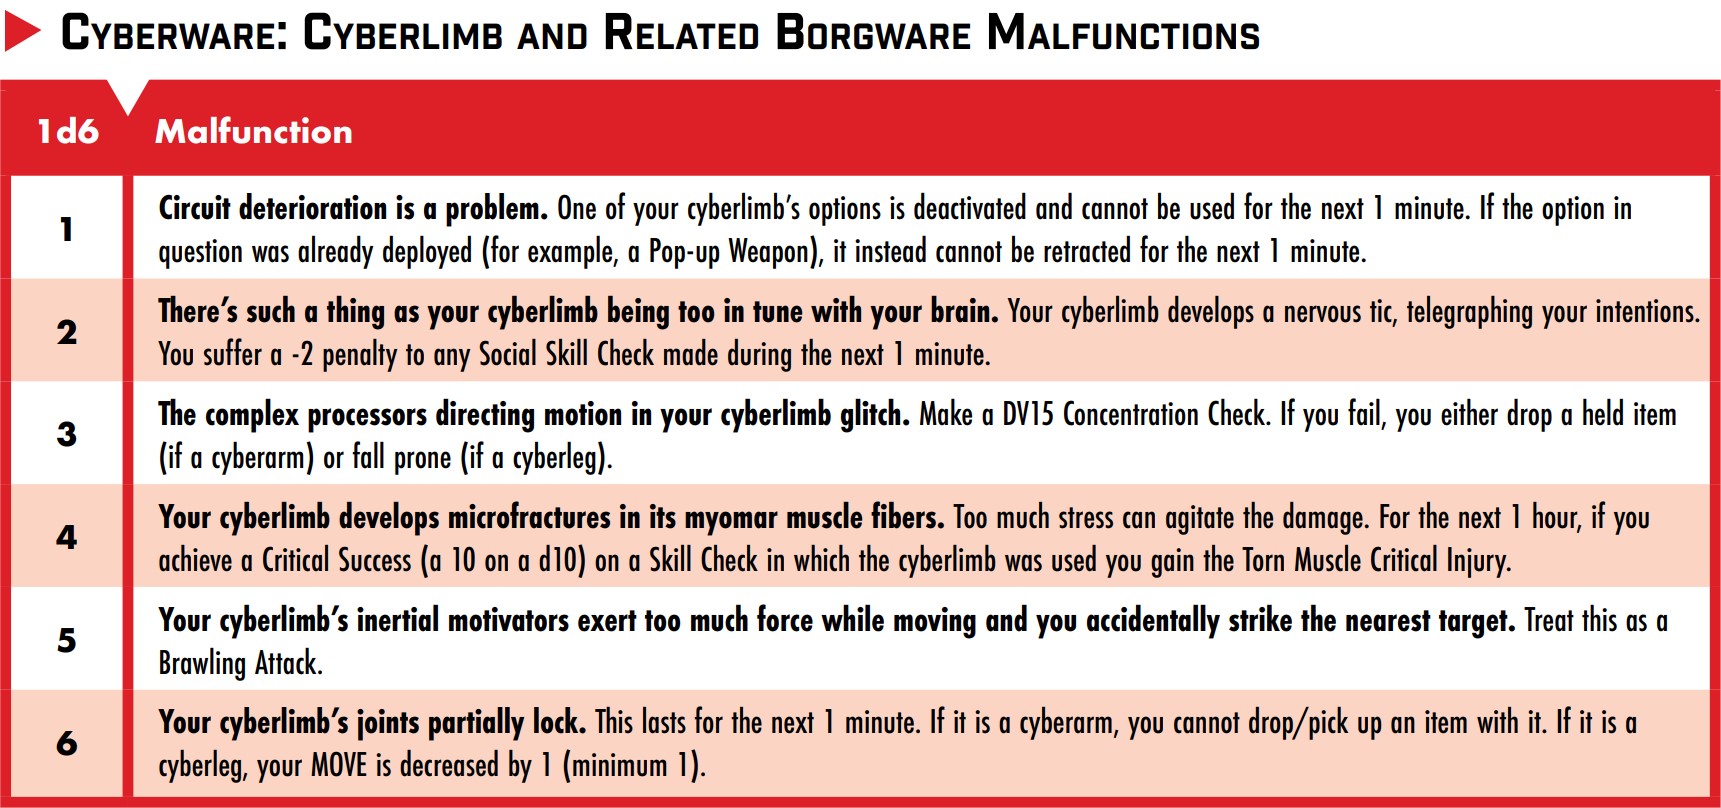 Cyberware: Cyberlimb and Related Borgware Malfunctions
1d6 Malfunction
1
Circuit deterioration is a problem. One of your cyberlimb's options is deactivated and cannot be used for the next 1 minute. If the option in
question was already deployed (for example, a Pop-up Weapon), it instead cannot be retracted for the next 1 minute.
2
There's such a thing as your cyberlimb being too in tune with your brain. Your cyberlimb develops a nervous tic, telegraphing your intentions.
You suffer a -2 penalty to any Social Skill Check made during the next 1 minute.
3
The complex processors directing motion in your cyberlimb glitch. Make a DV15 Concentration Check. If you fail, you either drop a held item
(if a cyberarm) or fall prone (if a cyberleg).
4
Your cyberlimb develops microfractures in its myomar muscle fibers. Too much stress can agitate the damage. For the next 1 hour, if you
achieve a Critical Success (a 10 on a d10) on a Skill Check in which the cyberlimb was used you gain the Torn Muscle Critical Injury.
5
Your cyberlimb's inertial motivators exert too much force while moving and you accidentally strike the nearest target. Treat this as a
Brawling Attack.
6
Your cyberlimb's joints partially lock. This lasts for the next 1 minute. If it is a cyberarm, you cannot drop/pick up an item with it. If it is a
cyberleg, your MOVE is decreased by 1 (minimum 1).